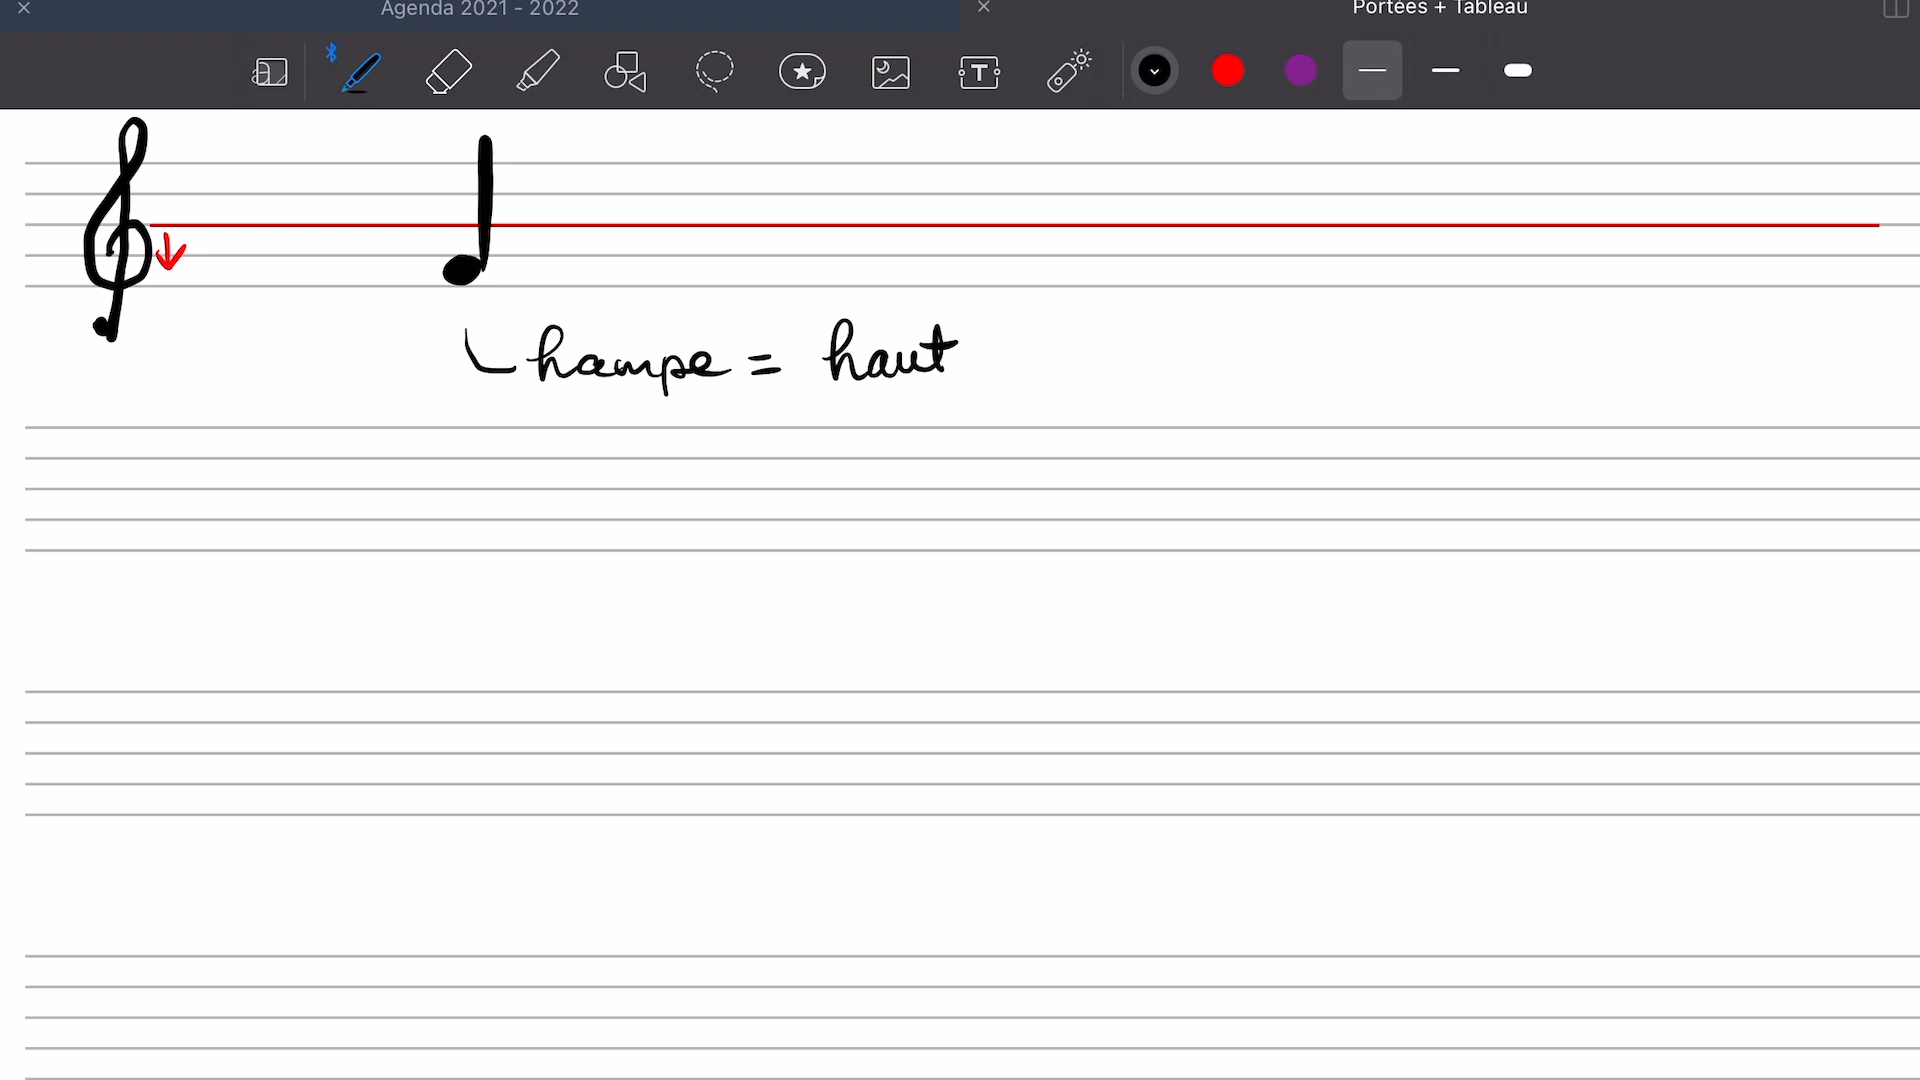 Agenda 2021 - 2022
Portées + Tableau
hampe = haut